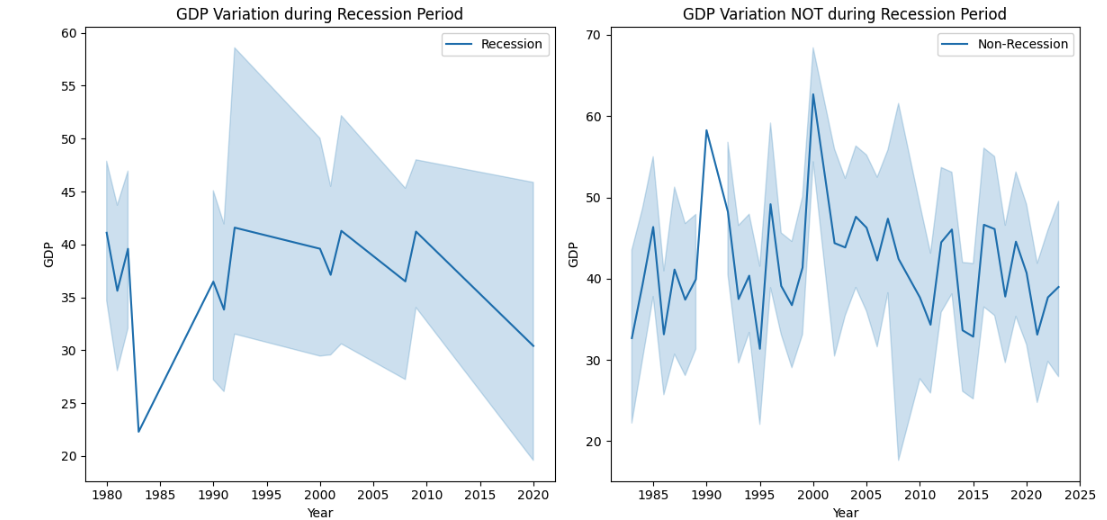 GDP Variation during Recession Period
Recession
60
55
50
45
40
35
30
25
20
GDP
1980 1985 1990 1995 2000 2005 2010 2015 2020
Year
GDP Variation NOT during Recession Period
Non-Recession
70
60
50
40
30
20
GDP
1985 1990 1995 2000 2005 2010 2015 2020 2025
Year